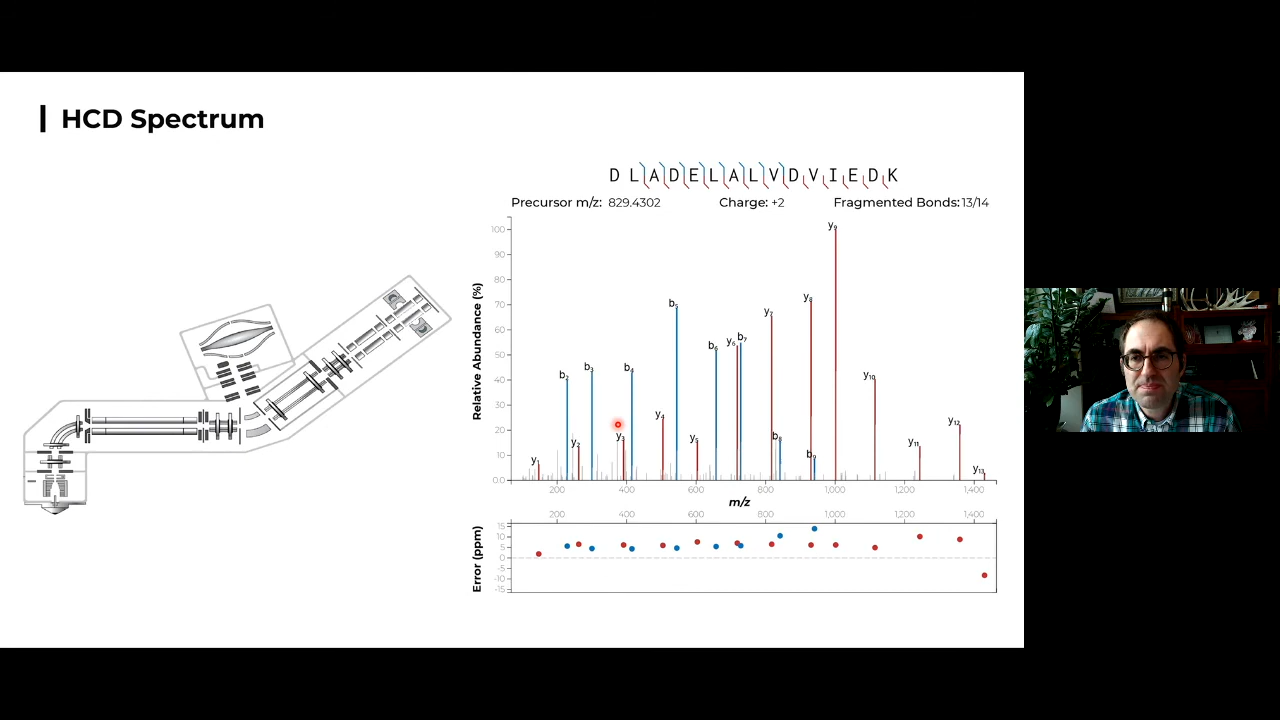 HCD Spectrum
DLADELALVDVIEDK
Precursor m/z: 829.4302 Charge: +2 Fragmented Bonds: 13/14
Relative Abundance (%)
100
90
80
70
60
50
40
30
20
10
0.0
y₁ b₂ y₂ b₃ y₃ b₄ y₄ b₅ y₅ b₆ y₆ b₇ y₇ b₈ y₈ b₉ y₉ y₁₀ y₁₁ y₁₂ y₁₃
200 400 600 800 1,000 1,200 1,400
m/z
200 400 600 800 1,000 1,200 1,400
Error (ppm)
15
10
5
0
-5
-10
-15